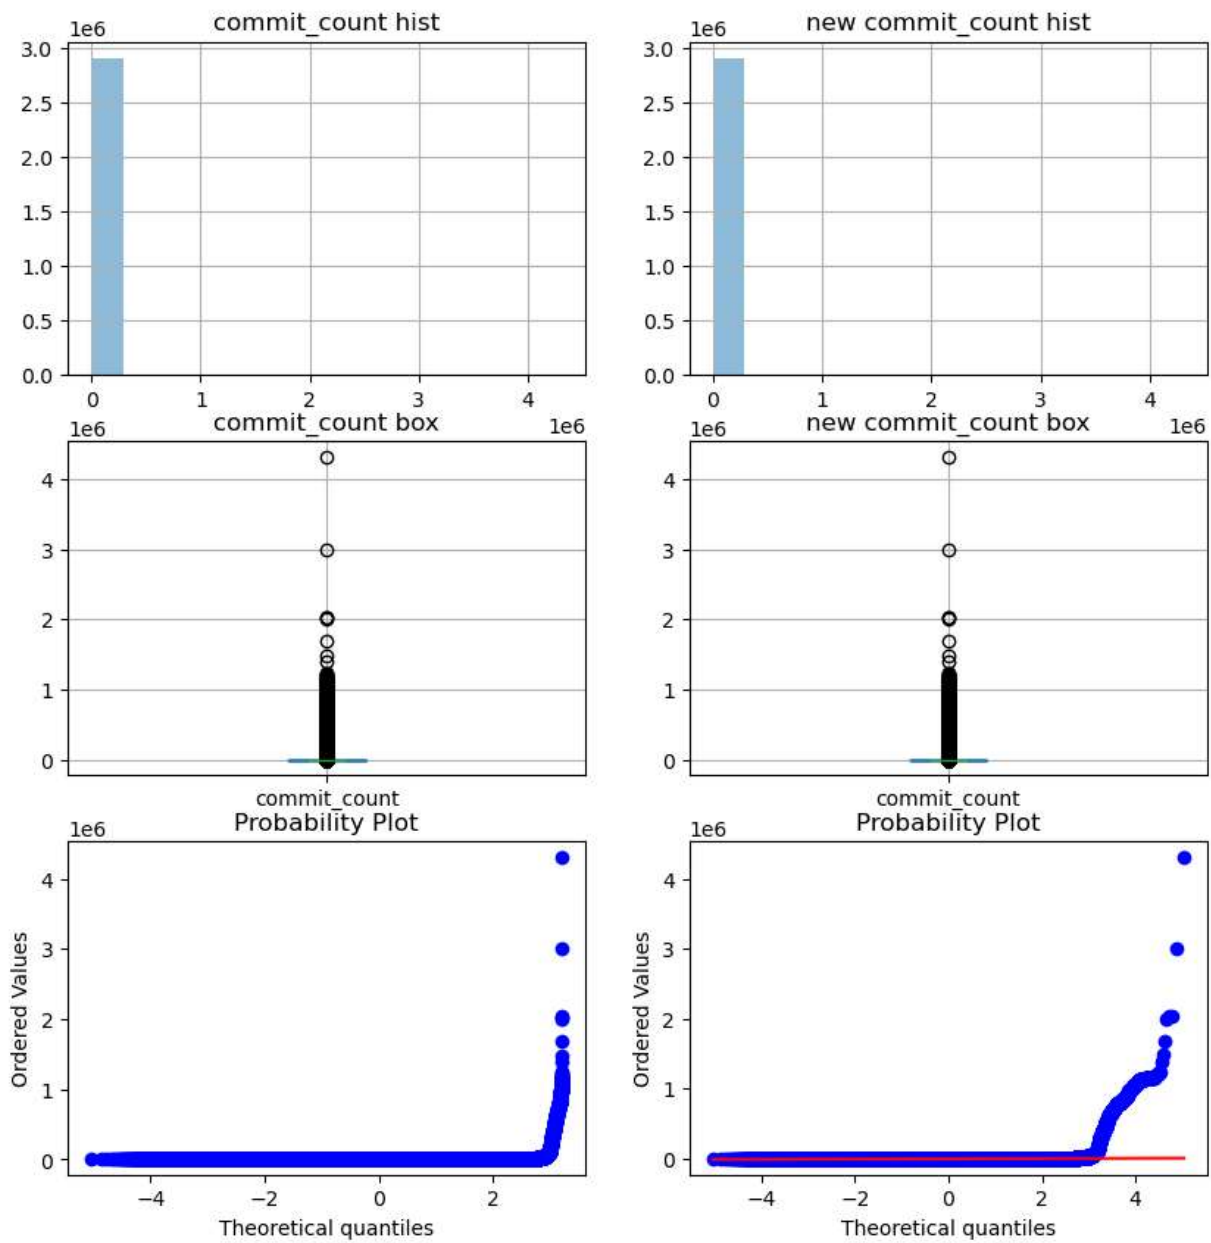 commit_count hist
1e6
3.0
2.5
2.0
1.5
1.0
0.5
0.0
0 1 2 3 4
1e6
new commit_count hist
1e6
3.0
2.5
2.0
1.5
1.0
0.5
0.0
0 1 2 3 4
1e6
commit_count box
1e6
4
3
2
1
0
commit_count
new commit_count box
1e6
4
3
2
1
0
commit_count
Probability Plot
1e6
Ordered Values
4
3
2
1
0
−4 −2 0 2
Theoretical quantiles
Probability Plot
1e6
Ordered Values
4
3
2
1
0
−4 −2 0 2 4
Theoretical quantiles